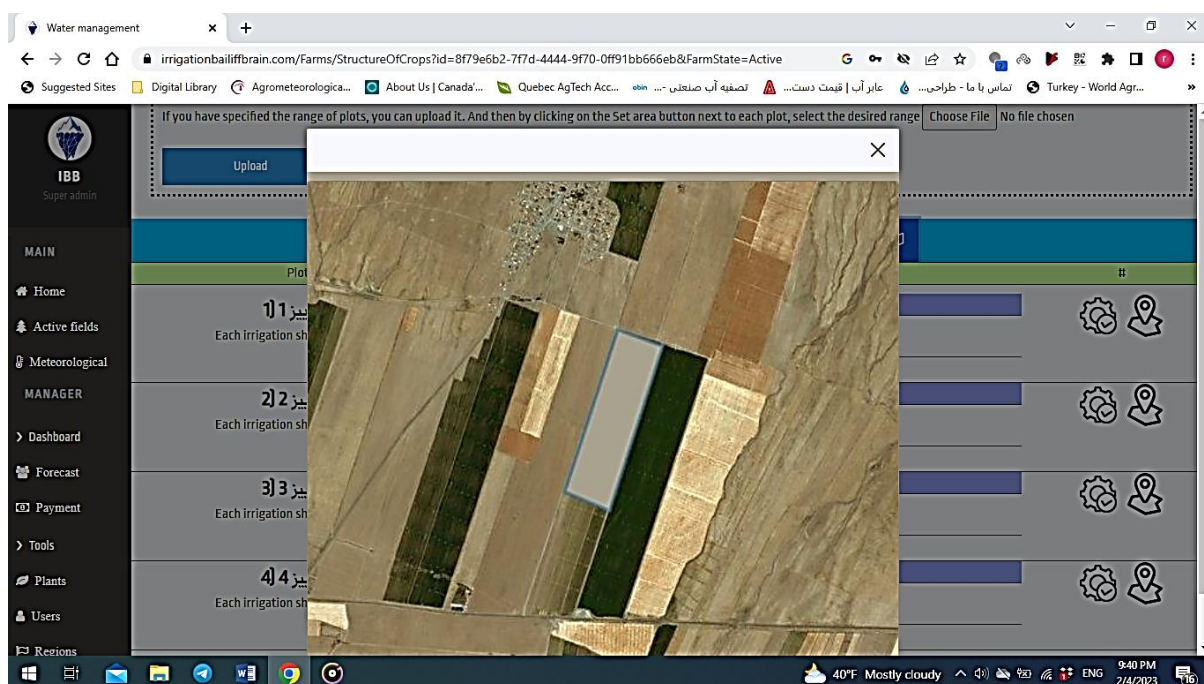 Water management
irrigationbailiffbrain.com/Farms/StructureOfCrops?id=8f79e6b2-7f7d-4444-9f70-0ff91bb666eb&FarmState=Active
Suggested Sites Digital Library Agrometeorologica... About Us | Canada'... Quebec AgTech Acc... تصفیه آب صنعتی -... عابر آب | قیمت دست... تماس با ما - طراحی... Turkey - World Agr... »
If you have specified the range of plots, you can upload it. And then by clicking on the Set area button next to each plot, select the desired range Choose File No file chosen
Upload
IBB
Super admin
MAIN
Home
Active fields
Meteorological
MANAGER
Dashboard
Forecast
Payment
Tools
Plants
Users
Regions
Plot
#
Each irrigation sh
Each irrigation sh
Each irrigation sh
Each irrigation sh
40°F Mostly cloudy ENG 9:40 PM
2/4/2023